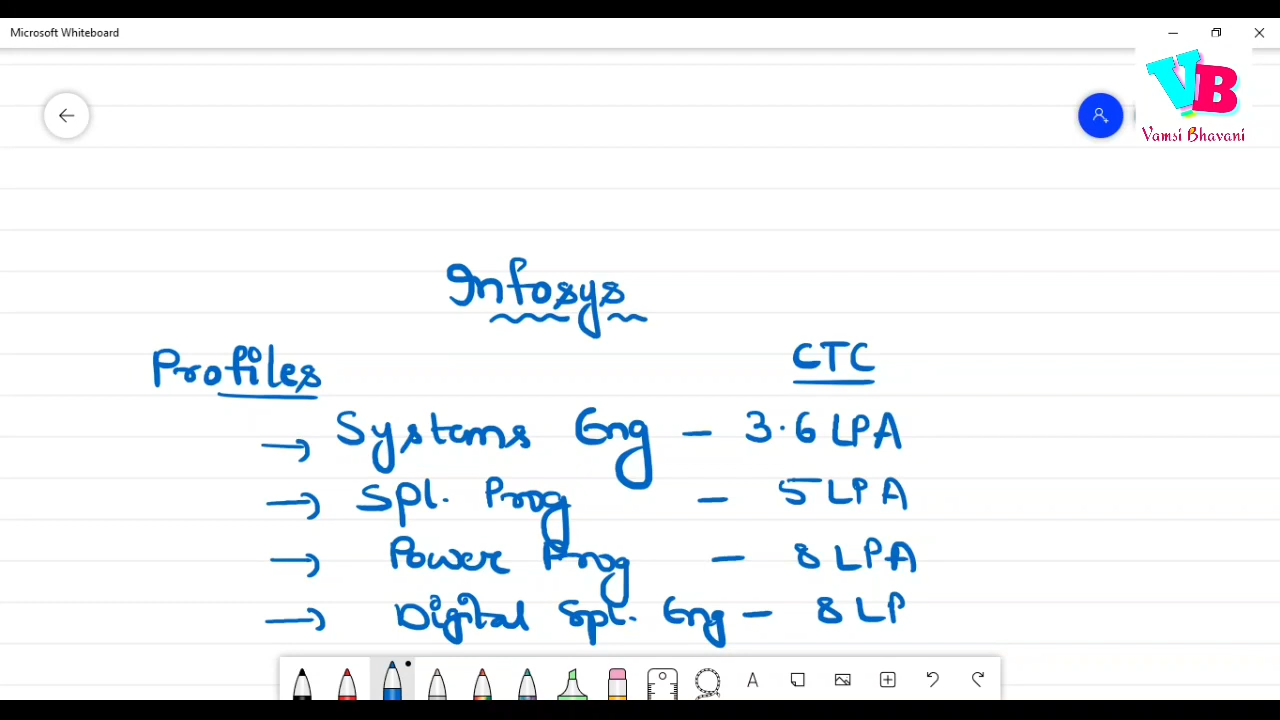 Microsoft Whiteboard
VB
Vamsi Bhavani
Infosys
Profiles CTC
→ Systems Eng - 3.6 LPA
→ Spl. Prog - 5 LPA
→ Power Prog - 8 LPA
→ Digital Spl. Eng - 8 LP